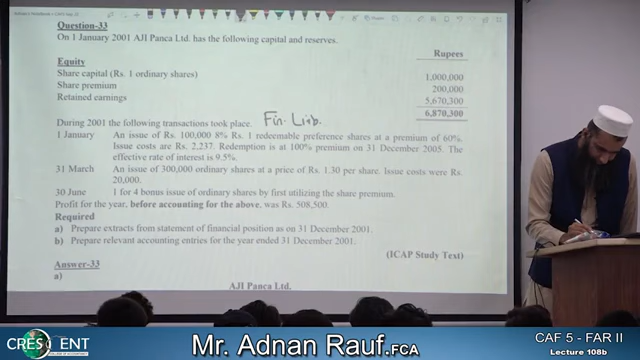 Question-33
On 1 January 2001 AJI Panca Ltd. has the following capital and reserves.
Rupees
Equity
Share capital (Rs. 1 ordinary shares) 1,000,000
Share premium 200,000
Retained earnings 5,670,300
6,870,300
During 2001 the following transactions took place. Fin. Liab.
1 January An issue of Rs. 100,000 8% Rs. 1 redeemable preference shares at a premium of 60%.
Issue costs are Rs. 2,237. Redemption is at 100% premium on 31 December 2005. The
effective rate of interest is 9.5%.
31 March An issue of 300,000 ordinary shares at a price of Rs. 1.30 per share. Issue costs were Rs.
20,000.
30 June 1 for 4 bonus issue of ordinary shares by first utilizing the share premium.
Profit for the year, before accounting for the above, was Rs. 508,500.
Required
a) Prepare extracts from statement of financial position as on 31 December 2001.
b) Prepare relevant accounting entries for the year ended 31 December 2001.
(ICAP Study Text)
Answer-33
a)
AJI Panca Ltd.
CRESCENT
COLLEGE OF ACCOUNTANCY
Mr. Adnan Rauf.FCA
CAF 5 - FAR II
Lecture 108b